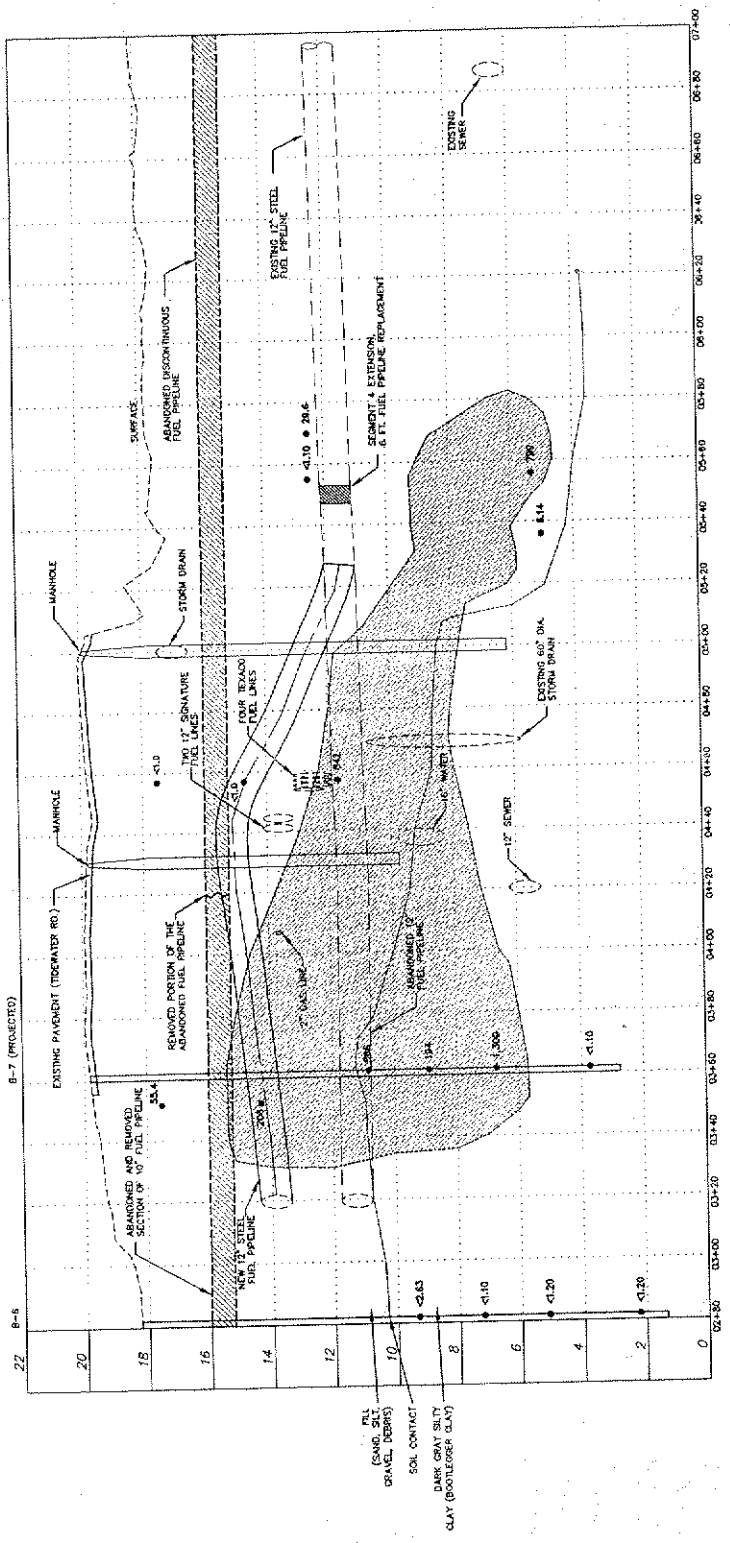 B-6
B-7 (PROJECTED)
EXISTING PAVEMENT (TIDEWATER RD.)
MANHOLE
MANHOLE
STORM DRAIN
SURFACE
ABANDONED DISCONTINUOUS
FUEL PIPELINE
ABANDONED AND REMOVED
SECTION OF 10" FUEL PIPELINE
REMOVED PORTION OF THE
ABANDONED FUEL PIPELINE
TWO 12" SIGNATURE
FUEL LINES
FOUR TEXACO
FUEL LINES
EXISTING 12" STEEL
FUEL PIPELINE
SEGMENT 4 EXTENSION,
6 FT. FUEL PIPELINE REPLACEMENT
NEW 12" STEEL
FUEL PIPELINE
2" GAS LINE
ABANDONED 12"
FUEL PIPELINE
16" WATER
12" SEWER
EXISTING 60" DIA.
STORM DRAIN
EXISTING
SEWER
FILL
(SAND, SILT,
GRAVEL, DEBRIS)
SOIL CONTACT
DARK GRAY SILTY
CLAY (BOOTLEGGER CLAY)
55.4
<1.0
<1.0
<1.10
20.6
194
1,300
<1.10
790
6.14
<2.63
<1.10
<1.20
<1.20
22
20
18
16
14
12
10
8
6
4
2
0
02+80
03+00
03+20
03+40
03+60
03+80
04+00
04+20
04+40
04+60
04+80
05+00
05+20
05+40
05+60
05+80
06+00
06+20
06+40
06+60
06+80
07+00